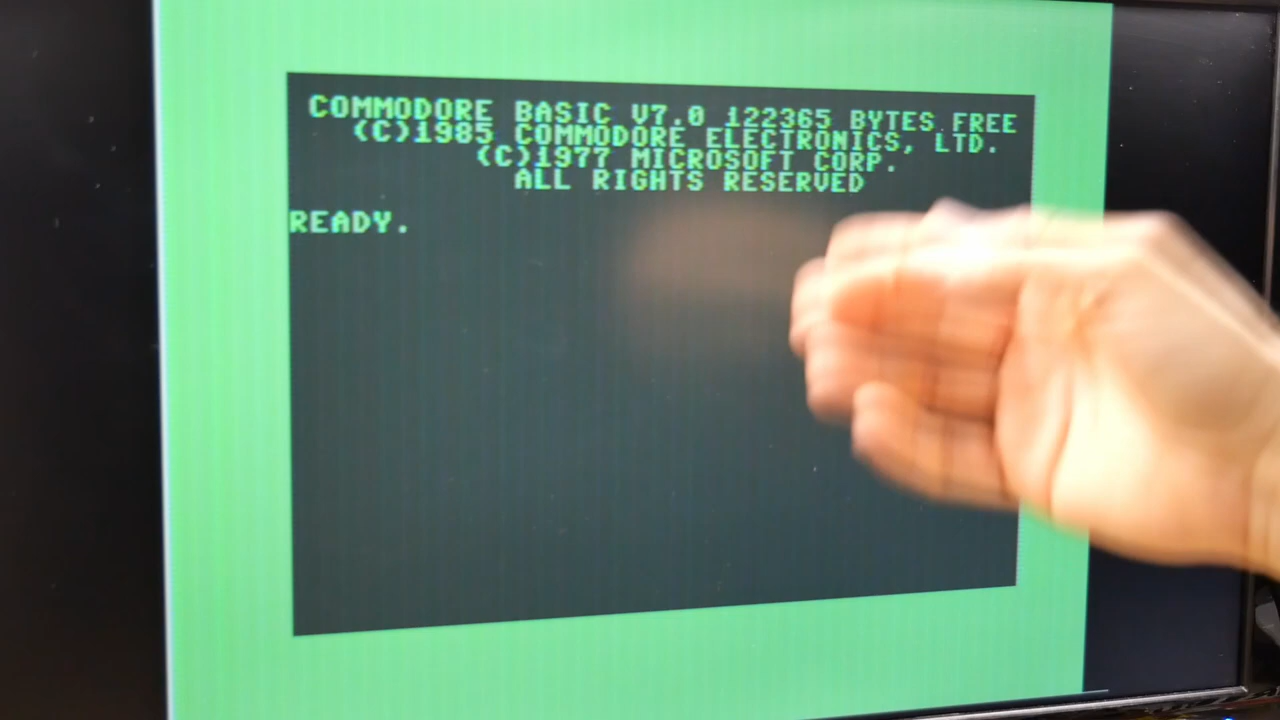 COMMODORE BASIC V7.0 122365 BYTES FREE
(C)1985 COMMODORE ELECTRONICS, LTD.
(C)1977 MICROSOFT CORP.
ALL RIGHTS RESERVED
READY.